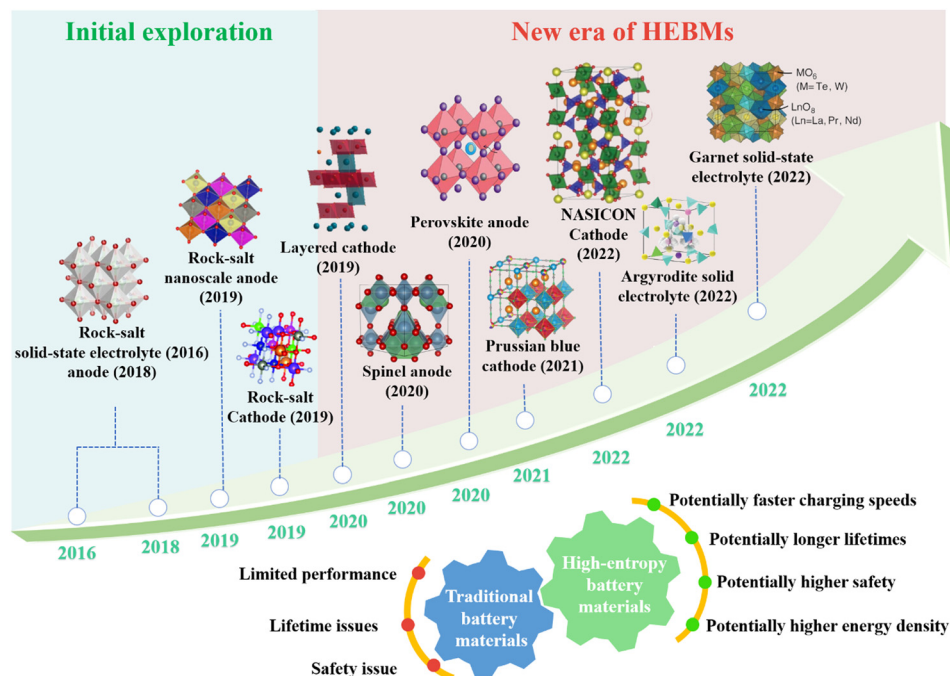 Initial exploration
New era of HEBMs
MO6
(M= Te, W)
LnO8
(Ln=La, Pr, Nd)
Garnet solid-state
electrolyte (2022)
Perovskite anode
(2020)
NASICON
Cathode
(2022)
Layered cathode
(2019)
Rock-salt
nanoscale anode
(2019)
Argyrodite solid
electrolyte (2022)
Rock-salt
solid-state electrolyte (2016)
anode (2018)
Prussian blue
cathode (2021)
Spinel anode
(2020)
Rock-salt
Cathode (2019)
2016
2018
2019
2019
2020
2020
2020
2021
2022
2022
2022
Limited performance
Lifetime issues
Safety issue
Traditional
battery
materials
High-entropy
battery
materials
Potentially faster charging speeds
Potentially longer lifetimes
Potentially higher safety
Potentially higher energy density